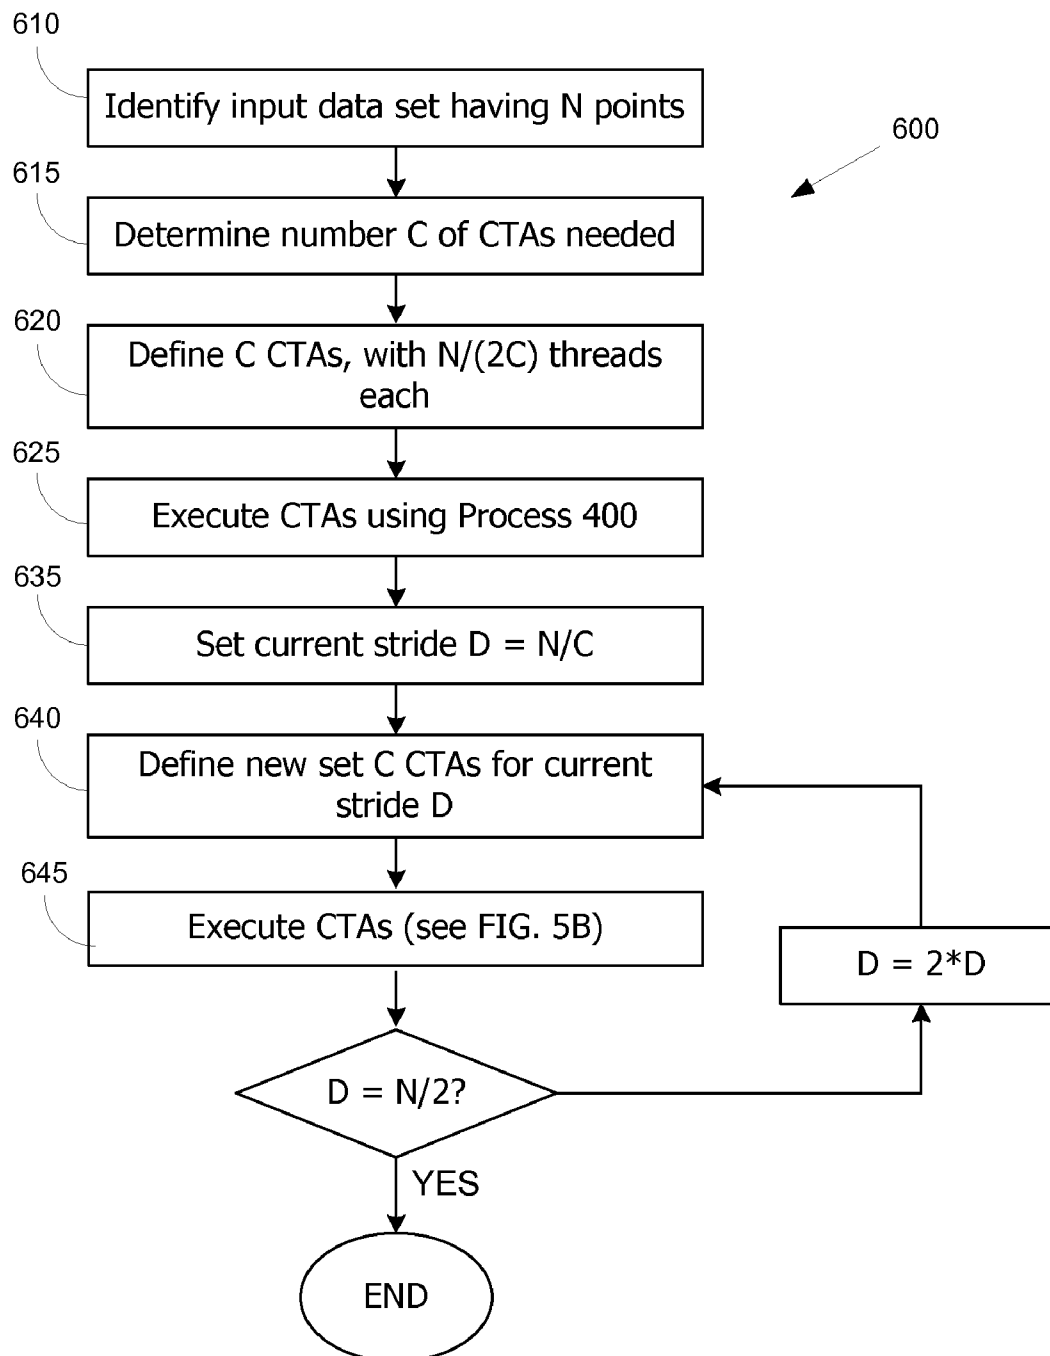 610
Identify input data set having N points
600
615
Determine number C of CTAs needed
620
Define C CTAs, with N/(2C) threads
each
625
Execute CTAs using Process 400
635
Set current stride D = N/C
640
Define new set C CTAs for current
stride D
645
Execute CTAs (see FIG. 5B)
D = 2*D
D = N/2?
YES
END